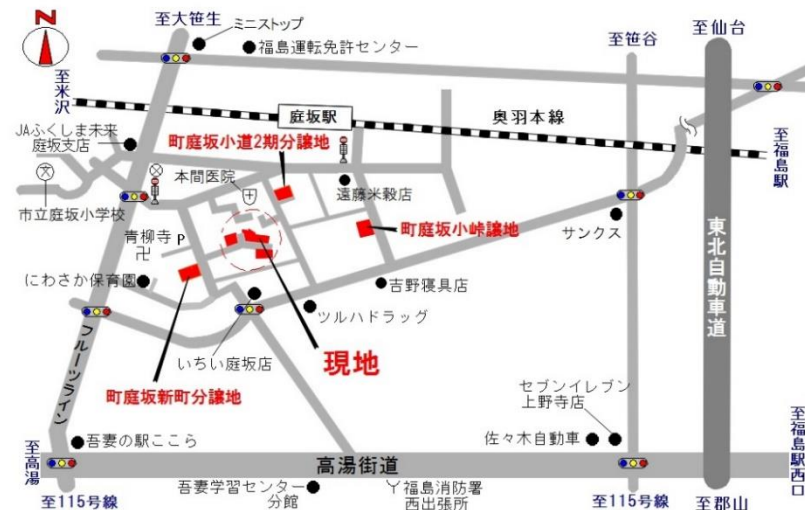 N
至大笹生
ミニストップ
福島運転免許センター
至笹谷
至仙台
至米沢
庭坂駅
奥羽本線
JAふくしま未来
庭坂支店
町庭坂小道2期分譲地
至福島駅
文
本間医院
遠藤米穀店
市立庭坂小学校
青柳寺
P
卍
町庭坂小峠譲地
サンクス
東北自動車道
にわさか保育園
吉野寝具店
ツルハドラッグ
いちい庭坂店
現地
フルーツライン
町庭坂新町分譲地
セブンイレブン
上野寺店
吾妻の駅ここら
佐々木自動車
至高湯
高湯街道
至福島駅西口
至115号線
吾妻学習センター
分館
福島消防署
西出張所
至115号線
至郡山